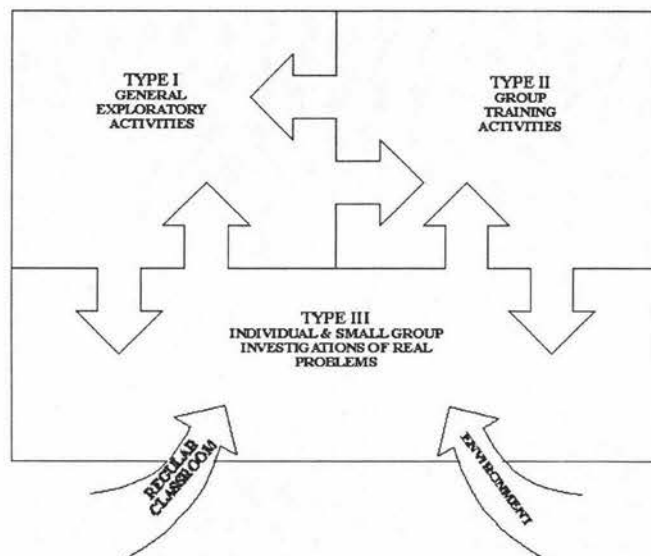 TYPE I
GENERAL
EXPLORATORY
ACTIVITIES
TYPE II
GROUP
TRAINING
ACTIVITIES
TYPE III
INDIVIDUAL & SMALL GROUP
INVESTIGATIONS OF REAL
PROBLEMS
REGULAR
CLASSROOM
ENVIRONMENT